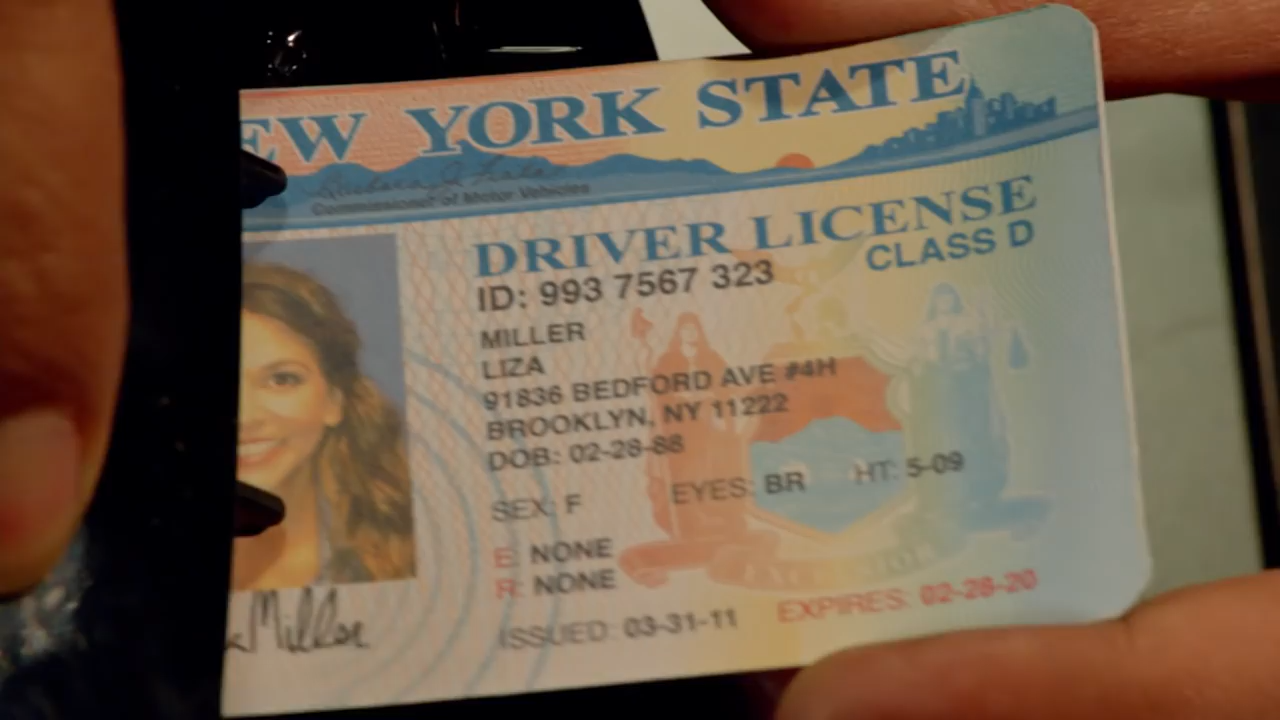 EW YORK STATE
Commissioner of Motor Vehicles
DRIVER LICENSE
ID: 993 7567 323 CLASS D
MILLER
LIZA
91836 BEDFORD AVE #4H
BROOKLYN, NY 11222
DOB: 02-28-88
SEX: F EYES: BR HT: 5-09
E: NONE
R: NONE
Miller
ISSUED: 03-31-11 EXPIRES: 02-28-20